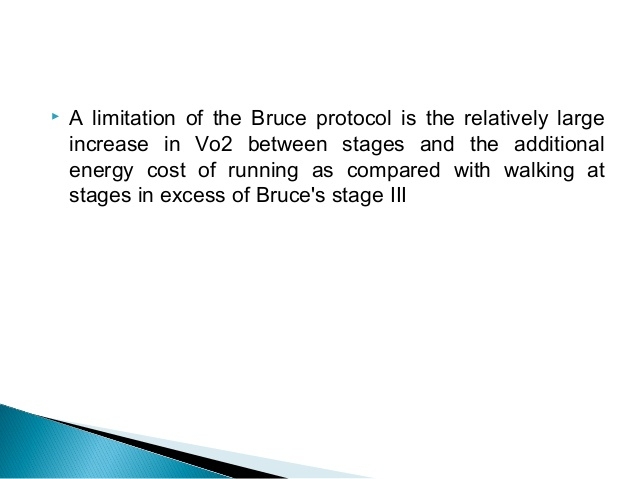 A limitation of the Bruce protocol is the relatively large
increase in Vo2 between stages and the additional
energy cost of running as compared with walking at
stages in excess of Bruce's stage III